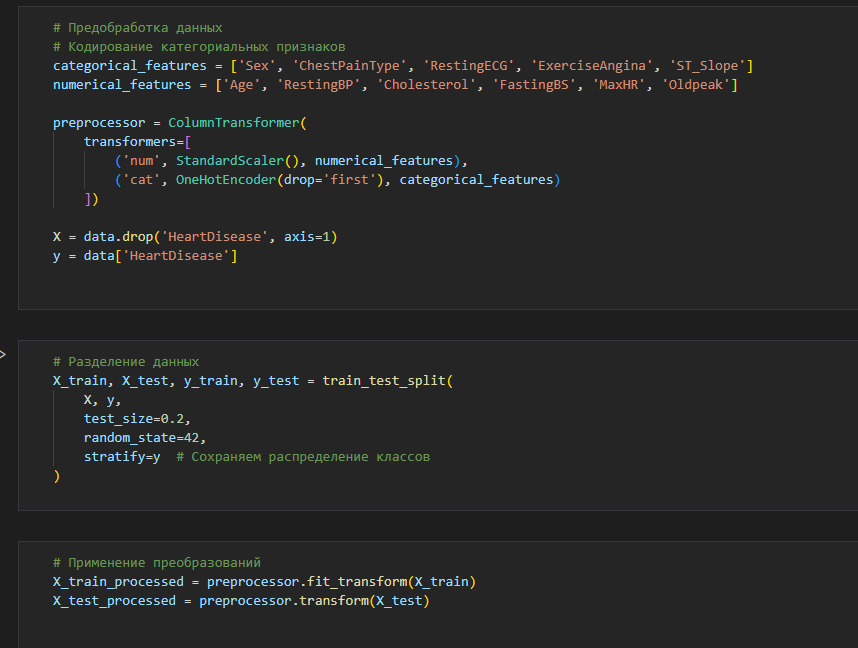 # Предобработка данных
# Кодирование категориальных признаков
categorical_features = ['Sex', 'ChestPainType', 'RestingECG', 'ExerciseAngina', 'ST_Slope']
numerical_features = ['Age', 'RestingBP', 'Cholesterol', 'FastingBS', 'MaxHR', 'Oldpeak']
preprocessor = ColumnTransformer(
    transformers=[
        ('num', StandardScaler(), numerical_features),
        ('cat', OneHotEncoder(drop='first'), categorical_features)
    ])
X = data.drop('HeartDisease', axis=1)
y = data['HeartDisease']
# Разделение данных
X_train, X_test, y_train, y_test = train_test_split(
    X, y,
    test_size=0.2,
    random_state=42,
    stratify=y  # Сохраняем распределение классов
)
# Применение преобразований
X_train_processed = preprocessor.fit_transform(X_train)
X_test_processed = preprocessor.transform(X_test)